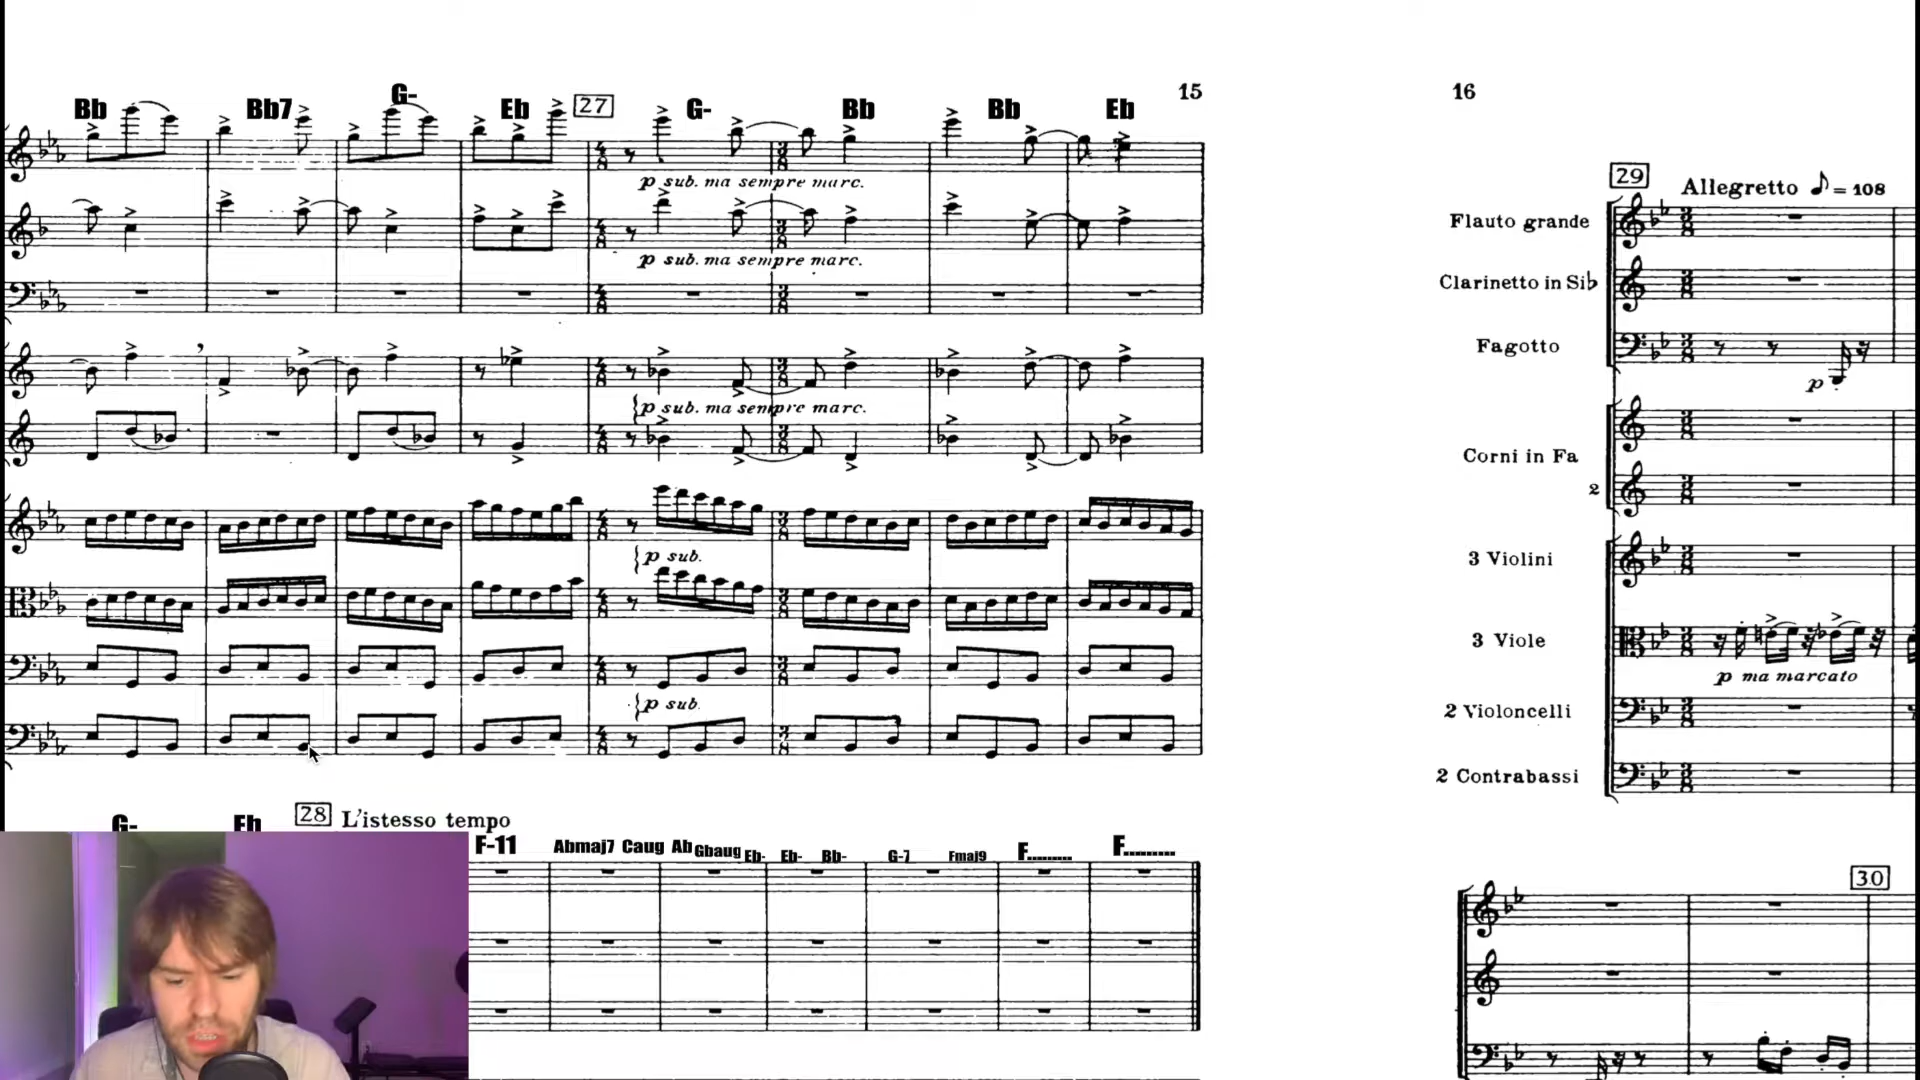 Bb Bb7 G- Eb 27 G- Bb Bb Eb 15
p sub. ma sempre marc.
p sub. ma sempre marc.
p sub. ma sempre marc.
p sub.
p sub.
G- Eb 28 L'istesso tempo
F-11 Abmaj7 Caug Ab Gbaug Eb- Eb- Bb- G-7 Fmaj9 F......... F.........
16
29 Allegretto ♪ = 108
Flauto grande
Clarinetto in Si♭
Fagotto
p
Corni in Fa
2
3 Violini
3 Viole
p ma marcato
2 Violoncelli
2 Contrabassi
30